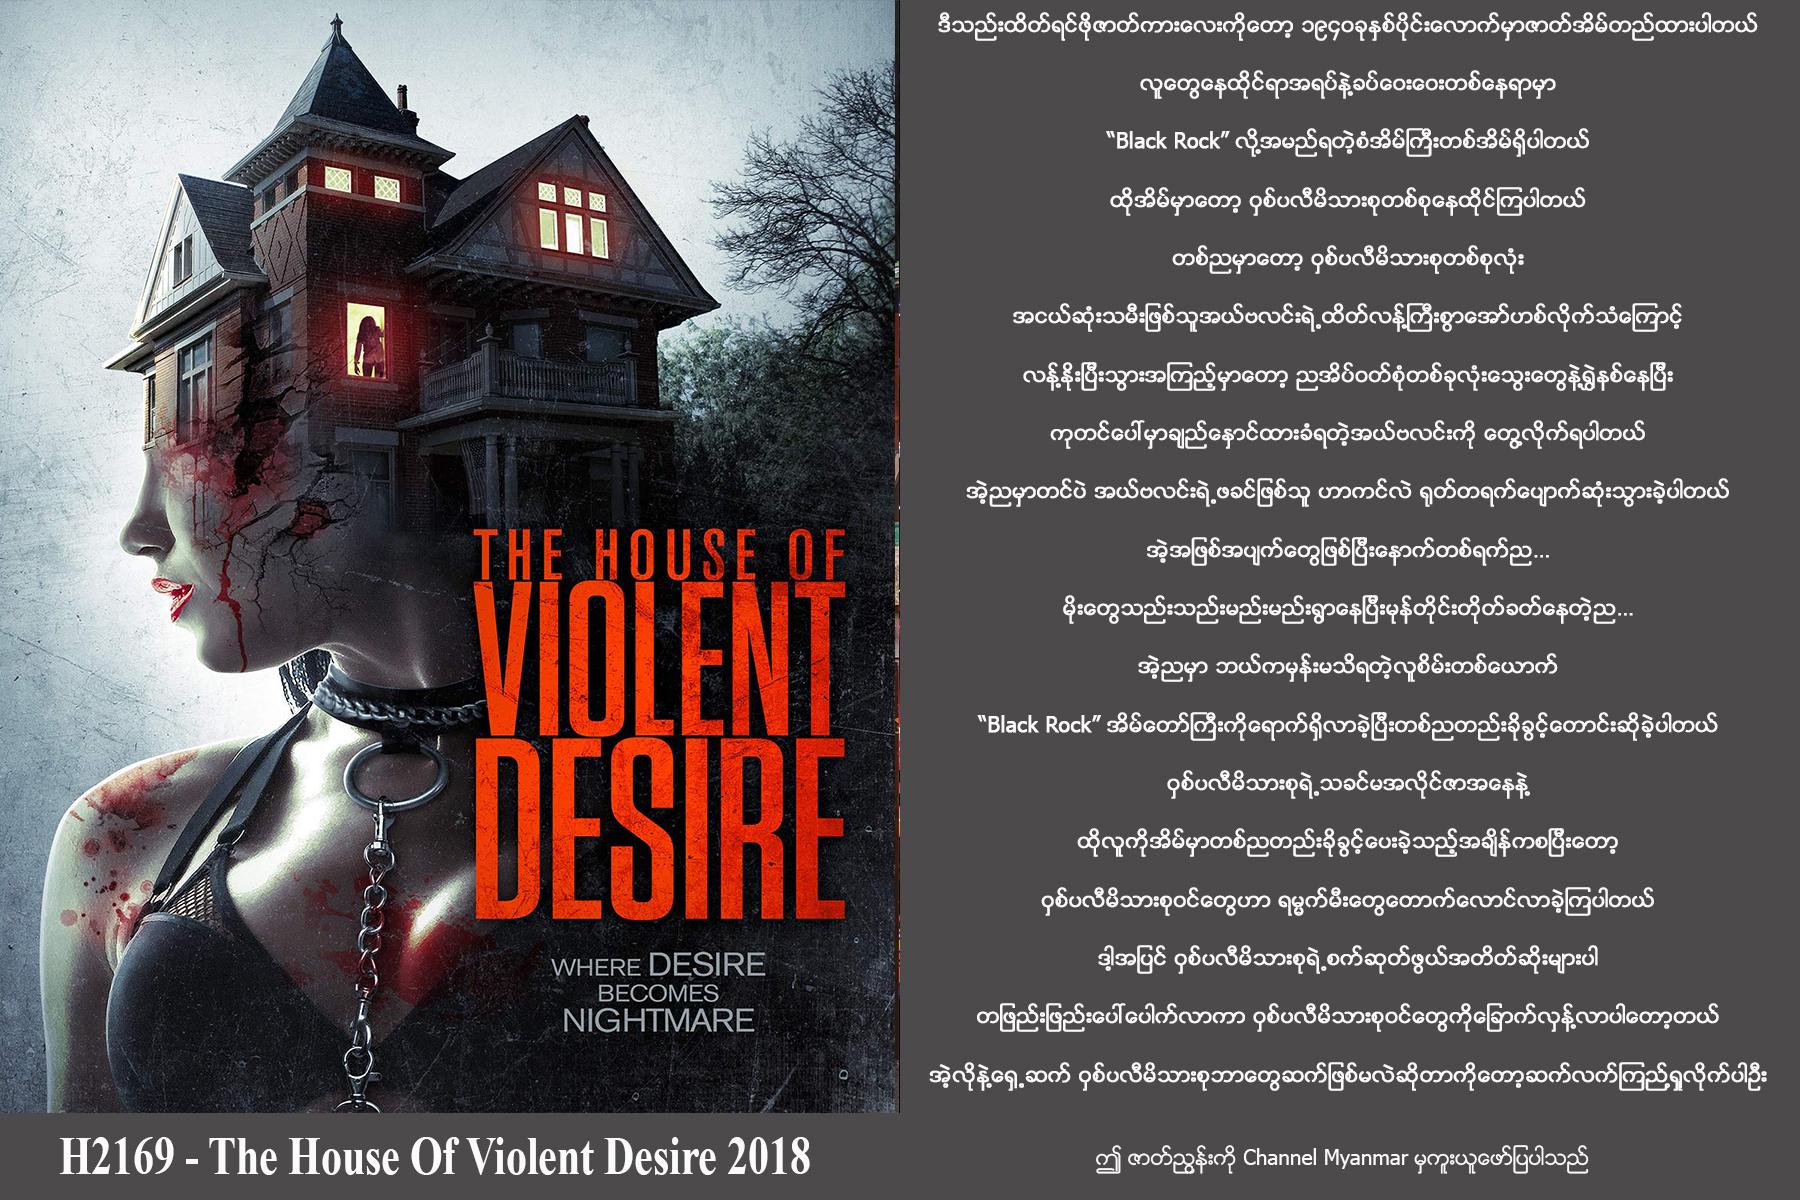 THE HOUSE OF
VIOLENT
DESIRE
WHERE DESIRE
BECOMES
NIGHTMARE
H2169 - The House Of Violent Desire 2018
ဒီသည်းထိတ်ရင်ဖိုဇာတ်ကားလေးကိုတော့ ၁၉၄၀ခုနှစ်ပိုင်းလောက်မှာဇာတ်အိမ်တည်ထားပါတယ်
လူတွေနေထိုင်ရာအရပ်နဲ့ခပ်ဝေးဝေးတစ်နေရာမှာ
“Black Rock” လို့အမည်ရတဲ့စံအိမ်ကြီးတစ်အိမ်ရှိပါတယ်
ထိုအိမ်မှာတော့ ဝှစ်ပလီမိသားစုတစ်စုနေထိုင်ကြပါတယ်
တစ်ညမှာတော့ ဝှစ်ပလီမိသားစုတစ်စုလုံး
အငယ်ဆုံးသမီးဖြစ်သူအယ်ဗလင်းရဲ့ထိတ်လန့်ကြီးစွာအော်ဟစ်လိုက်သံကြောင့်
လန့်နိုးပြီးသွားအကြည့်မှာတော့ ညအိပ်ဝတ်စုံတစ်ခုလုံးသွေးတွေနဲ့ရွှဲနစ်နေပြီး
ကုတင်ပေါ်မှာချည်နှောင်ထားခံရတဲ့အယ်ဗလင်းကို တွေ့လိုက်ရပါတယ်
အဲ့ညမှာတင်ပဲ အယ်ဗလင်းရဲ့ဖခင်ဖြစ်သူ ဟာကင်လဲ ရုတ်တရက်ပျောက်ဆုံးသွားခဲ့ပါတယ်
အဲ့အဖြစ်အပျက်တွေဖြစ်ပြီးနောက်တစ်ရက်ည...
မိုးတွေသည်းသည်းမည်းမည်းရွာနေပြီးမုန်တိုင်းတိုက်ခတ်နေတဲ့ည...
အဲ့ညမှာ ဘယ်ကမှန်းမသိရတဲ့လူစိမ်းတစ်ယောက်
“Black Rock” အိမ်တော်ကြီးကိုရောက်ရှိလာခဲ့ပြီးတစ်ညတည်းခိုခွင့်တောင်းဆိုခဲ့ပါတယ်
ဝှစ်ပလီမိသားစုရဲ့သခင်မအလိုင်ဇာအနေနဲ့
ထိုလူကိုအိမ်မှာတစ်ညတည်းခိုခွင့်ပေးခဲ့သည့်အချိန်ကစပြီးတော့
ဝှစ်ပလီမိသားစုဝင်တွေဟာ ရမ္မက်မီးတွေတောက်လောင်လာခဲ့ကြပါတယ်
ဒါ့အပြင် ဝှစ်ပလီမိသားစုရဲ့စက်ဆုတ်ဖွယ်အတိတ်ဆိုးများပါ
တဖြည်းဖြည်းပေါ်ပေါက်လာကာ ဝှစ်ပလီမိသားစုဝင်တွေကိုခြောက်လှန့်လာပါတော့တယ်
အဲ့လိုနဲ့ရှေ့ဆက် ဝှစ်ပလီမိသားစုဘာတွေဆက်ဖြစ်မလဲဆိုတာကိုတော့ဆက်လက်ကြည့်ရှုလိုက်ပါဦး
ဤ ဇာတ်ညွှန်းကို Channel Myanmar မှကူးယူဖော်ပြပါသည်